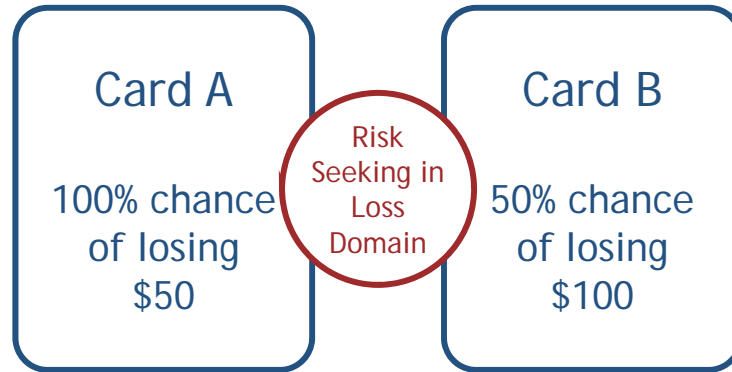 Card A
100% chance
of losing
$50
Risk
Seeking in
Loss
Domain
Card B
50% chance
of losing
$100